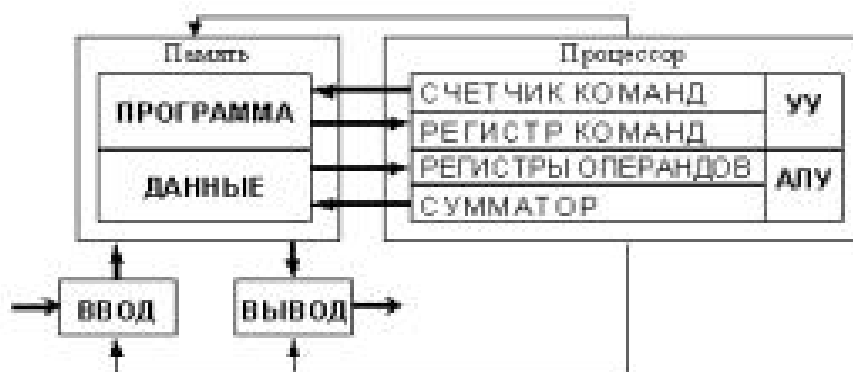 Память
ПРОГРАММА
ДАННЫЕ
Процессор
СЧЕТЧИК КОМАНД
РЕГИСТР КОМАНД
УУ
РЕГИСТРЫ ОПЕРАНДОВ
СУММАТОР
АЛУ
ВВОД
ВЫВОД